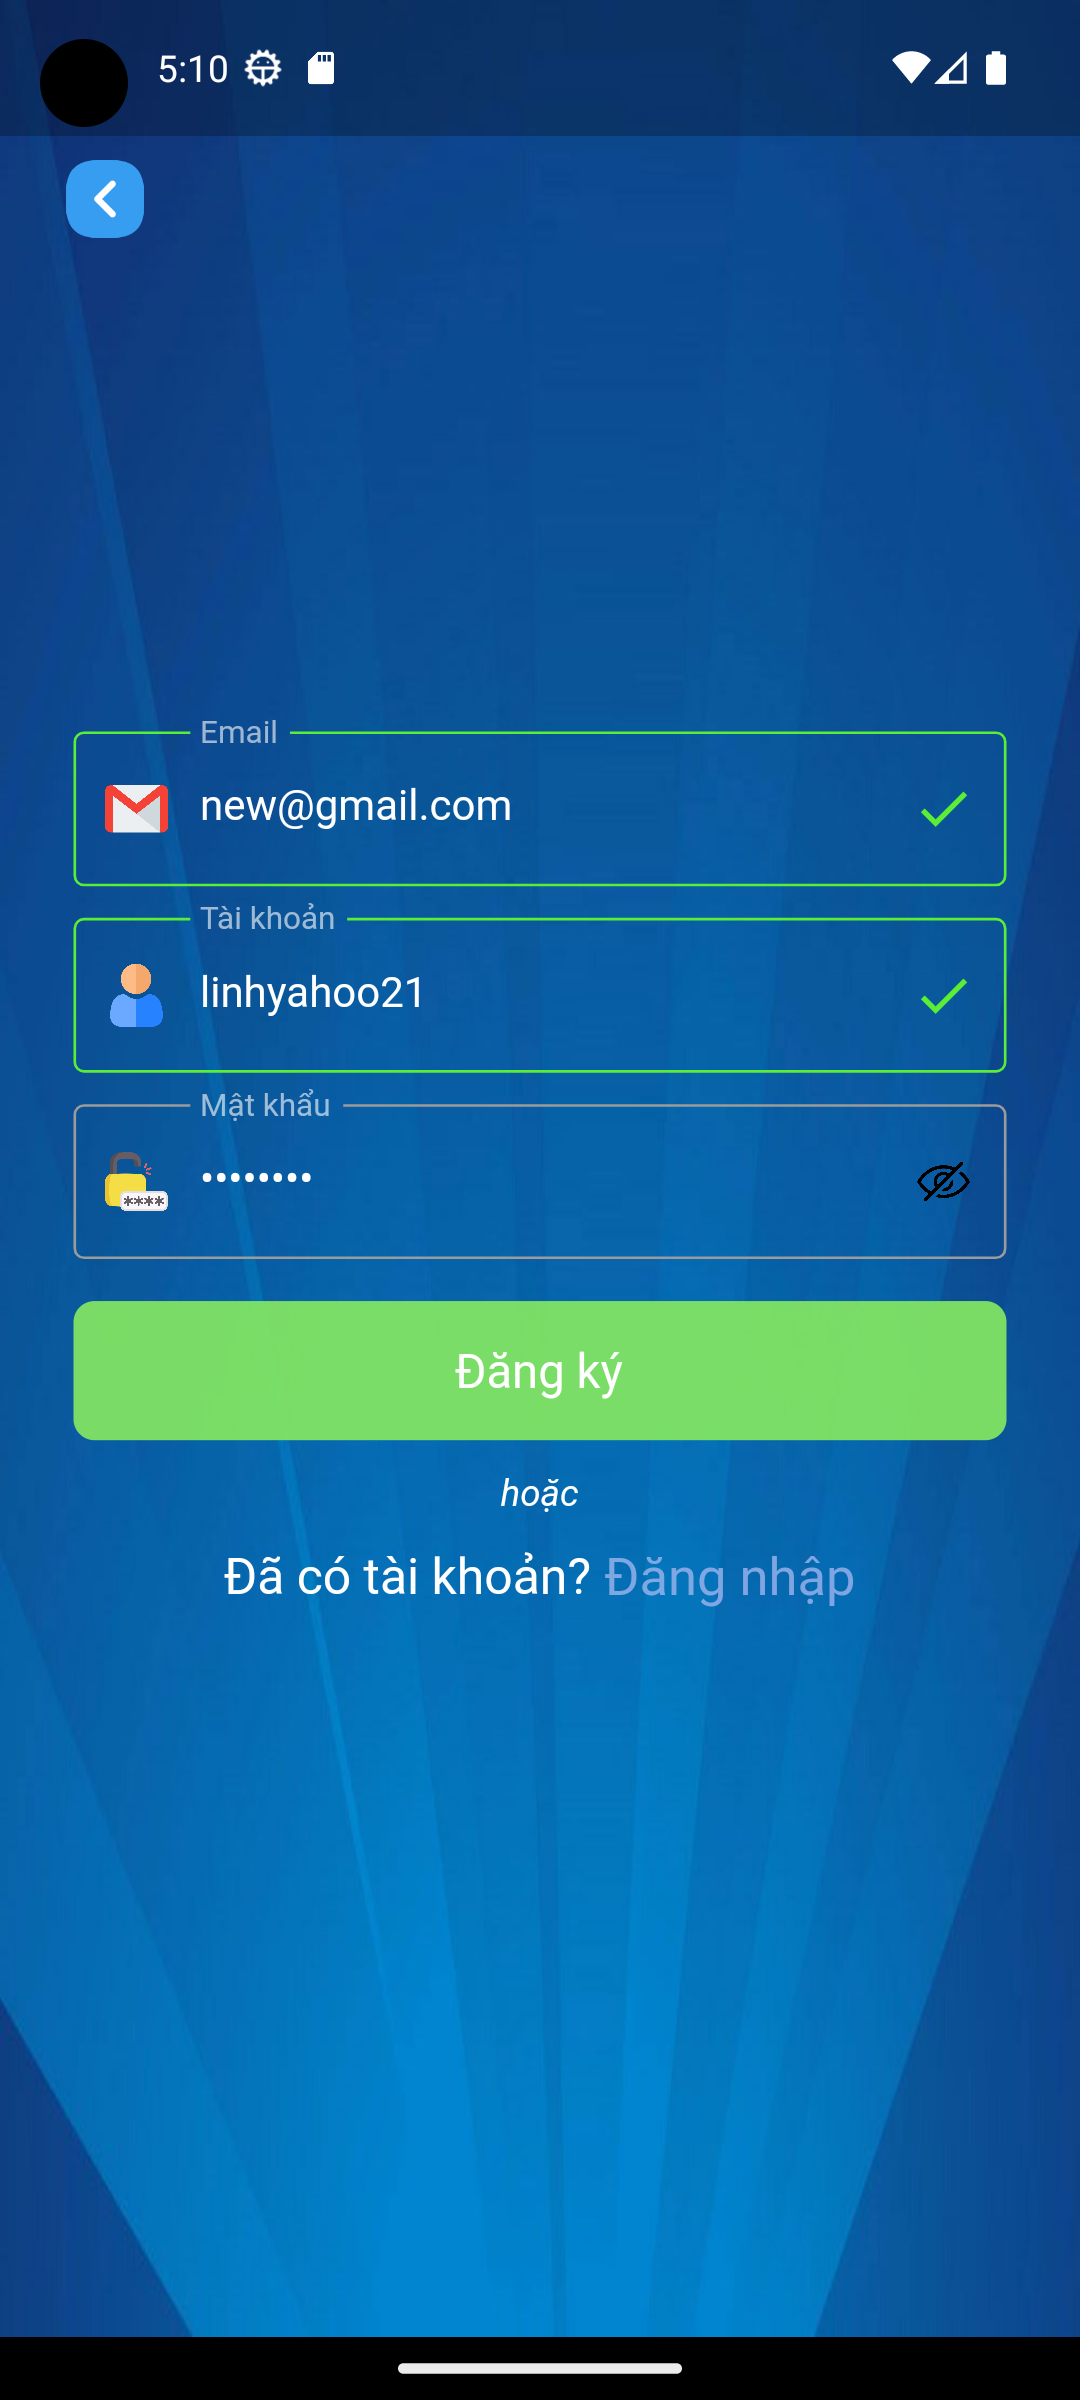 5:10
Email
new@gmail.com
Tài khoản
linhyahoo21
Mật khẩu
••••••••
****
Đăng ký
hoặc
Đã có tài khoản? Đăng nhập